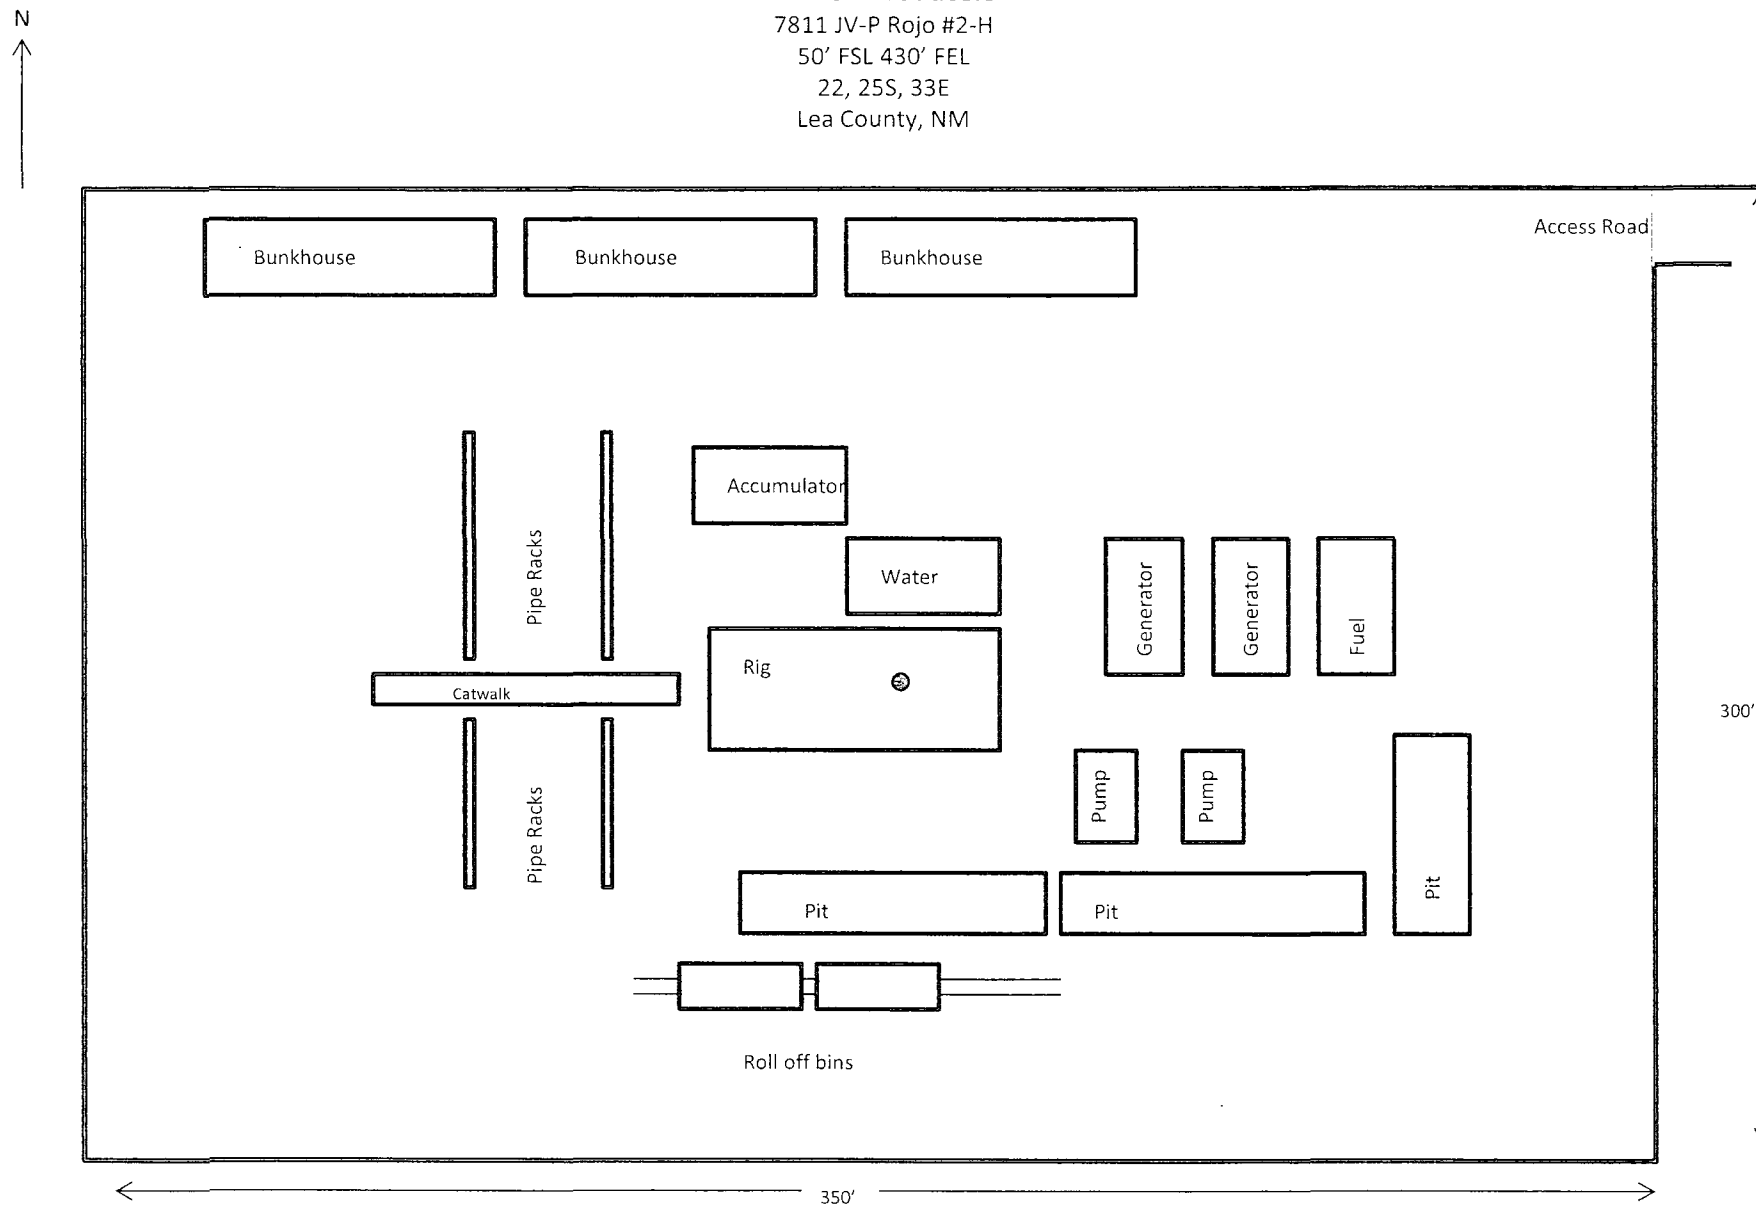 N
7811 JV-P Rojo #2-H
50' FSL 430' FEL
22, 25S, 33E
Lea County, NM
Access Road
Bunkhouse
Bunkhouse
Bunkhouse
Accumulator
Pipe Racks
Water
Generator
Generator
Fuel
Rig
Catwalk
300'
Pipe Racks
Pump
Pump
Pit
Pit
Pit
Roll off bins
350'